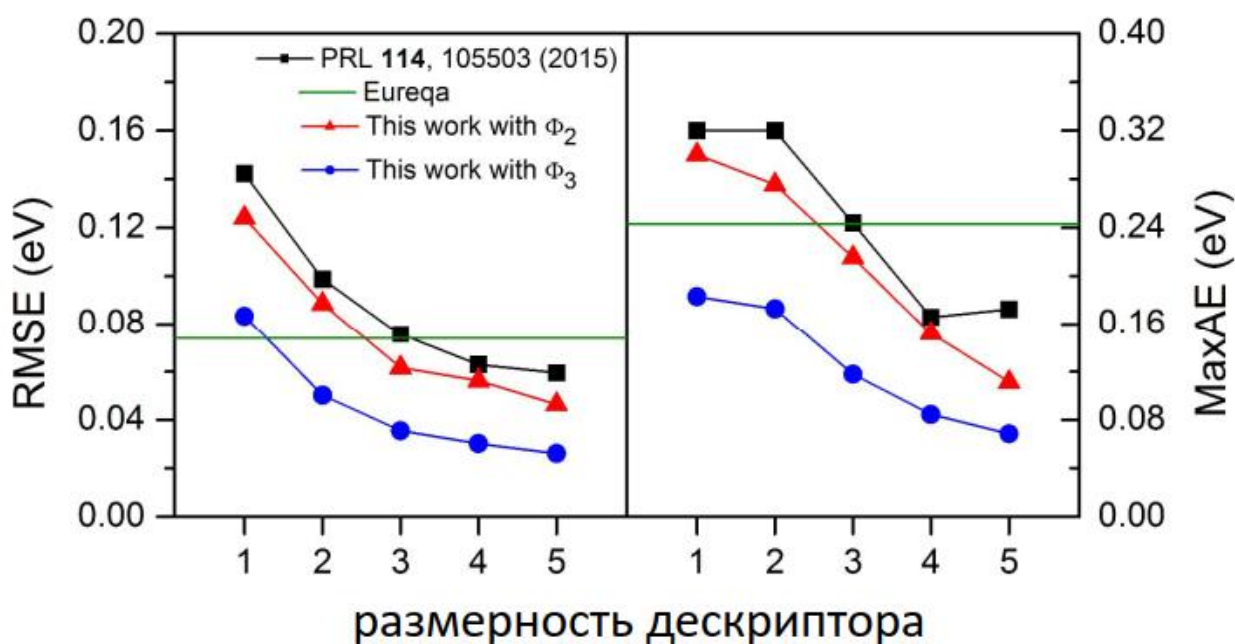 0.20
0.16
0.12
0.08
0.04
0.00
RMSE (eV)
PRL 114, 105503 (2015)
Eureqa
This work with Φ2
This work with Φ3
0.40
0.32
0.24
0.16
0.08
0.00
MaxAE (eV)
1 2 3 4 5
1 2 3 4 5
размерность дескриптора